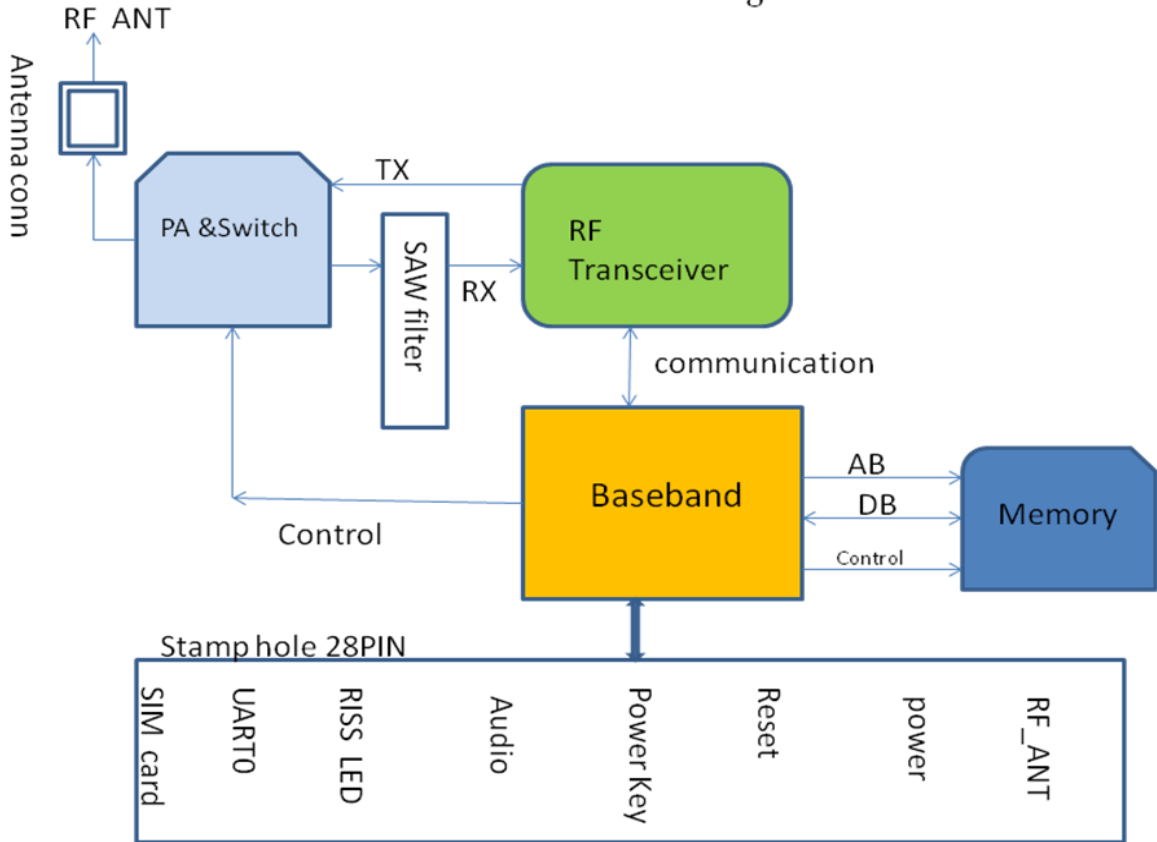 RF ANT
Antenna conn
PA &Switch
TX
SAW filter
RX
RF
Transceiver
communication
Control
Baseband
AB
DB
Control
Memory
Stamp hole 28PIN
SIM card
UART0
RISS LED
Audio
Power Key
Reset
power
RF_ANT